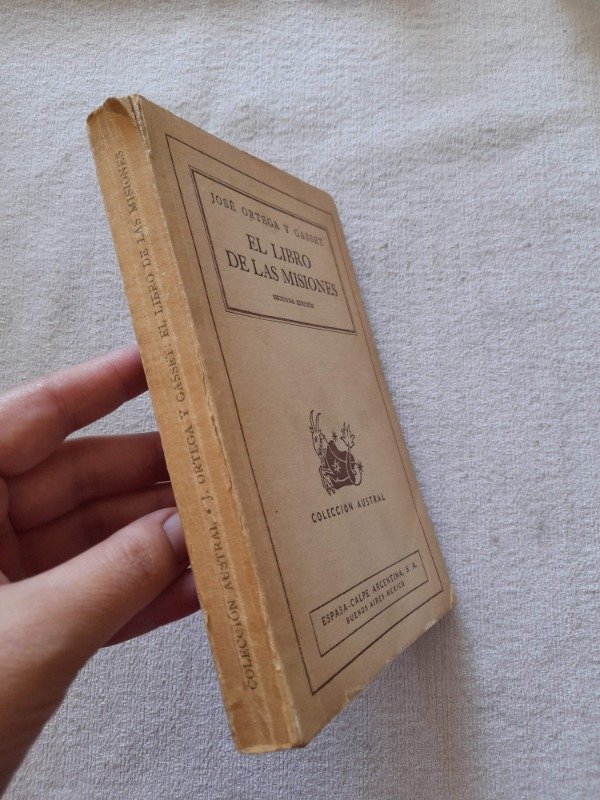 JOSÉ ORTEGA Y GASSET
EL LIBRO
DE LAS MISIONES
SEGUNDA EDICIÓN
COLECCIÓN AUSTRAL
ESPASA-CALPE ARGENTINA, S. A.
BUENOS AIRES-MEXICO
COLECCIÓN AUSTRAL • J. ORTEGA Y GASSET. EL LIBRO DE LAS MISIONES